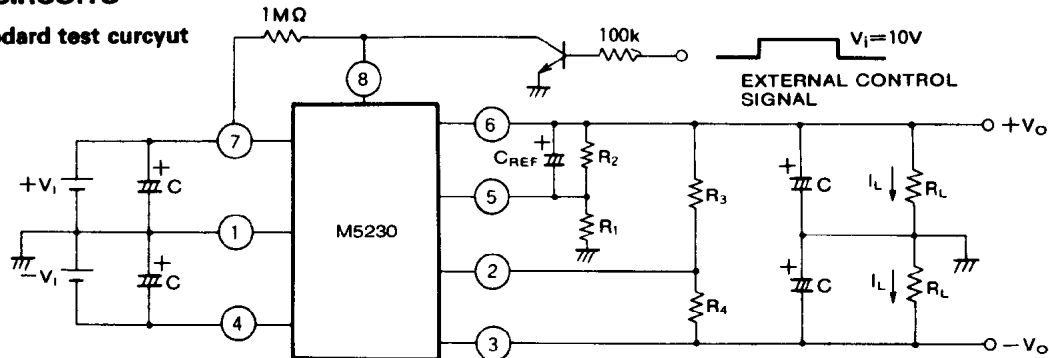 1MΩ
dard test curcyut
100k
Vi=10V
EXTERNAL CONTROL
SIGNAL
8
7
6
+Vo
+
C
CREF
+
R2
+VI
R3
+
C
IL
RL
5
R1
1
M5230
2
-VI
+
C
R4
+
C
IL
RL
4
3
-Vo